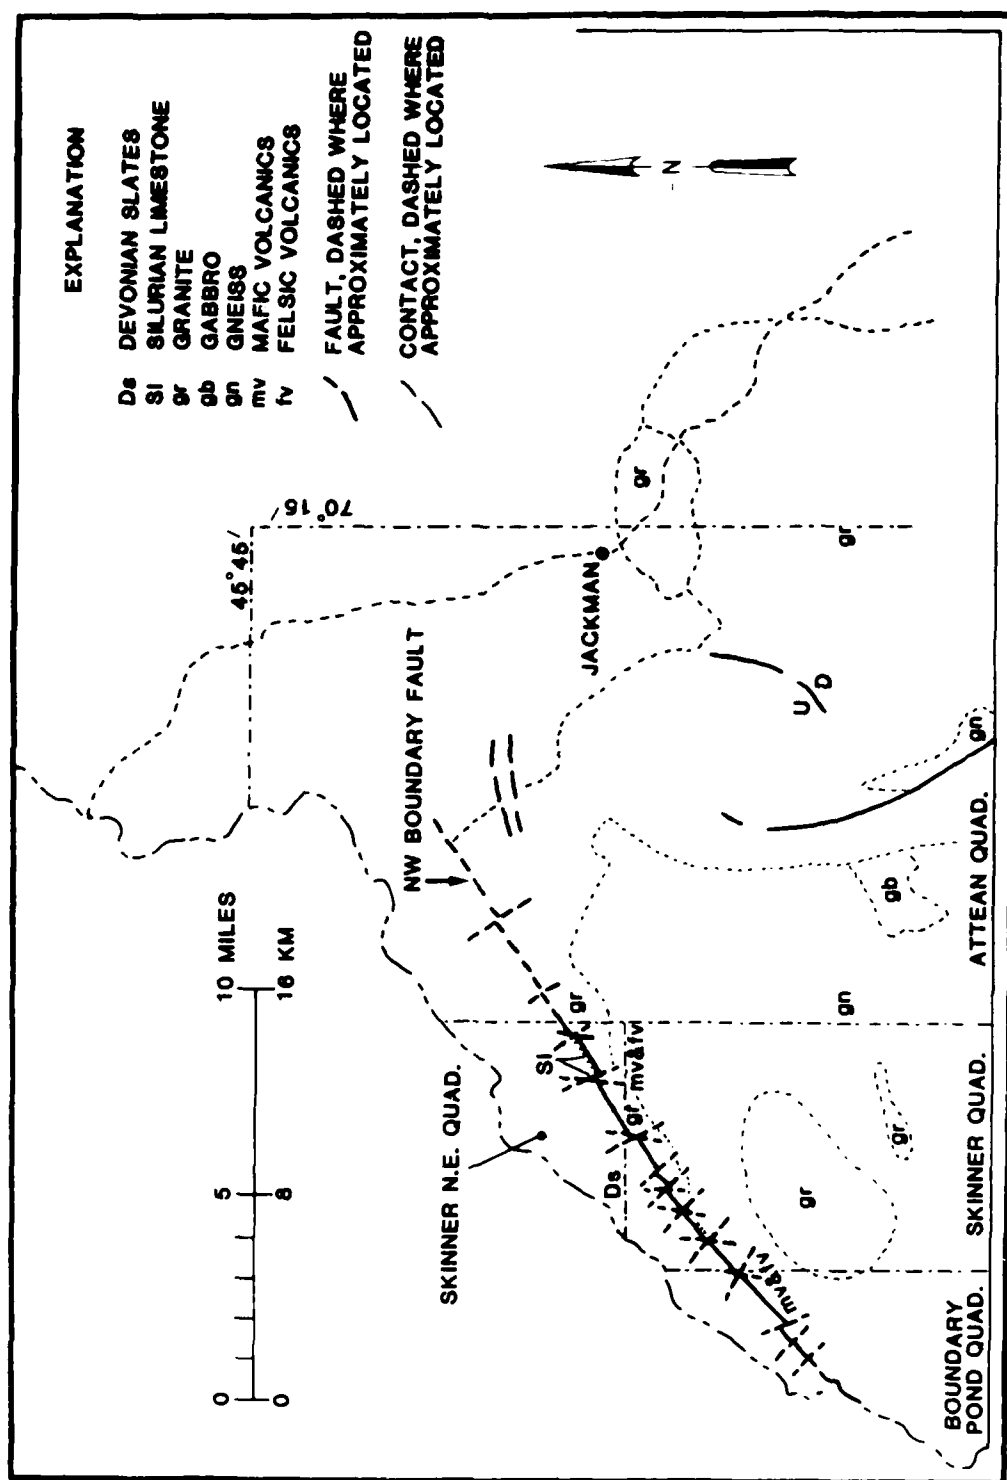 EXPLANATION
Ds DEVONIAN SLATES
Sl SILURIAN LIMESTONE
gr GRANITE
gb GABBRO
gn GNEISS
mv MAFIC VOLCANICS
fv FELSIC VOLCANICS
FAULT, DASHED WHERE
APPROXIMATELY LOCATED
CONTACT, DASHED WHERE
APPROXIMATELY LOCATED
N
0 5 10 MILES
0 8 16 KM
45°45'
70°15'
NW BOUNDARY FAULT
SKINNER N.E. QUAD.
JACKMAN
gr
gr
U/D
Sl
gr
Ds
gr
mv&fv
mv&fv
gn
gb
gn
gr
gr
BOUNDARY
POND QUAD.
SKINNER QUAD.
ATTEAN QUAD.